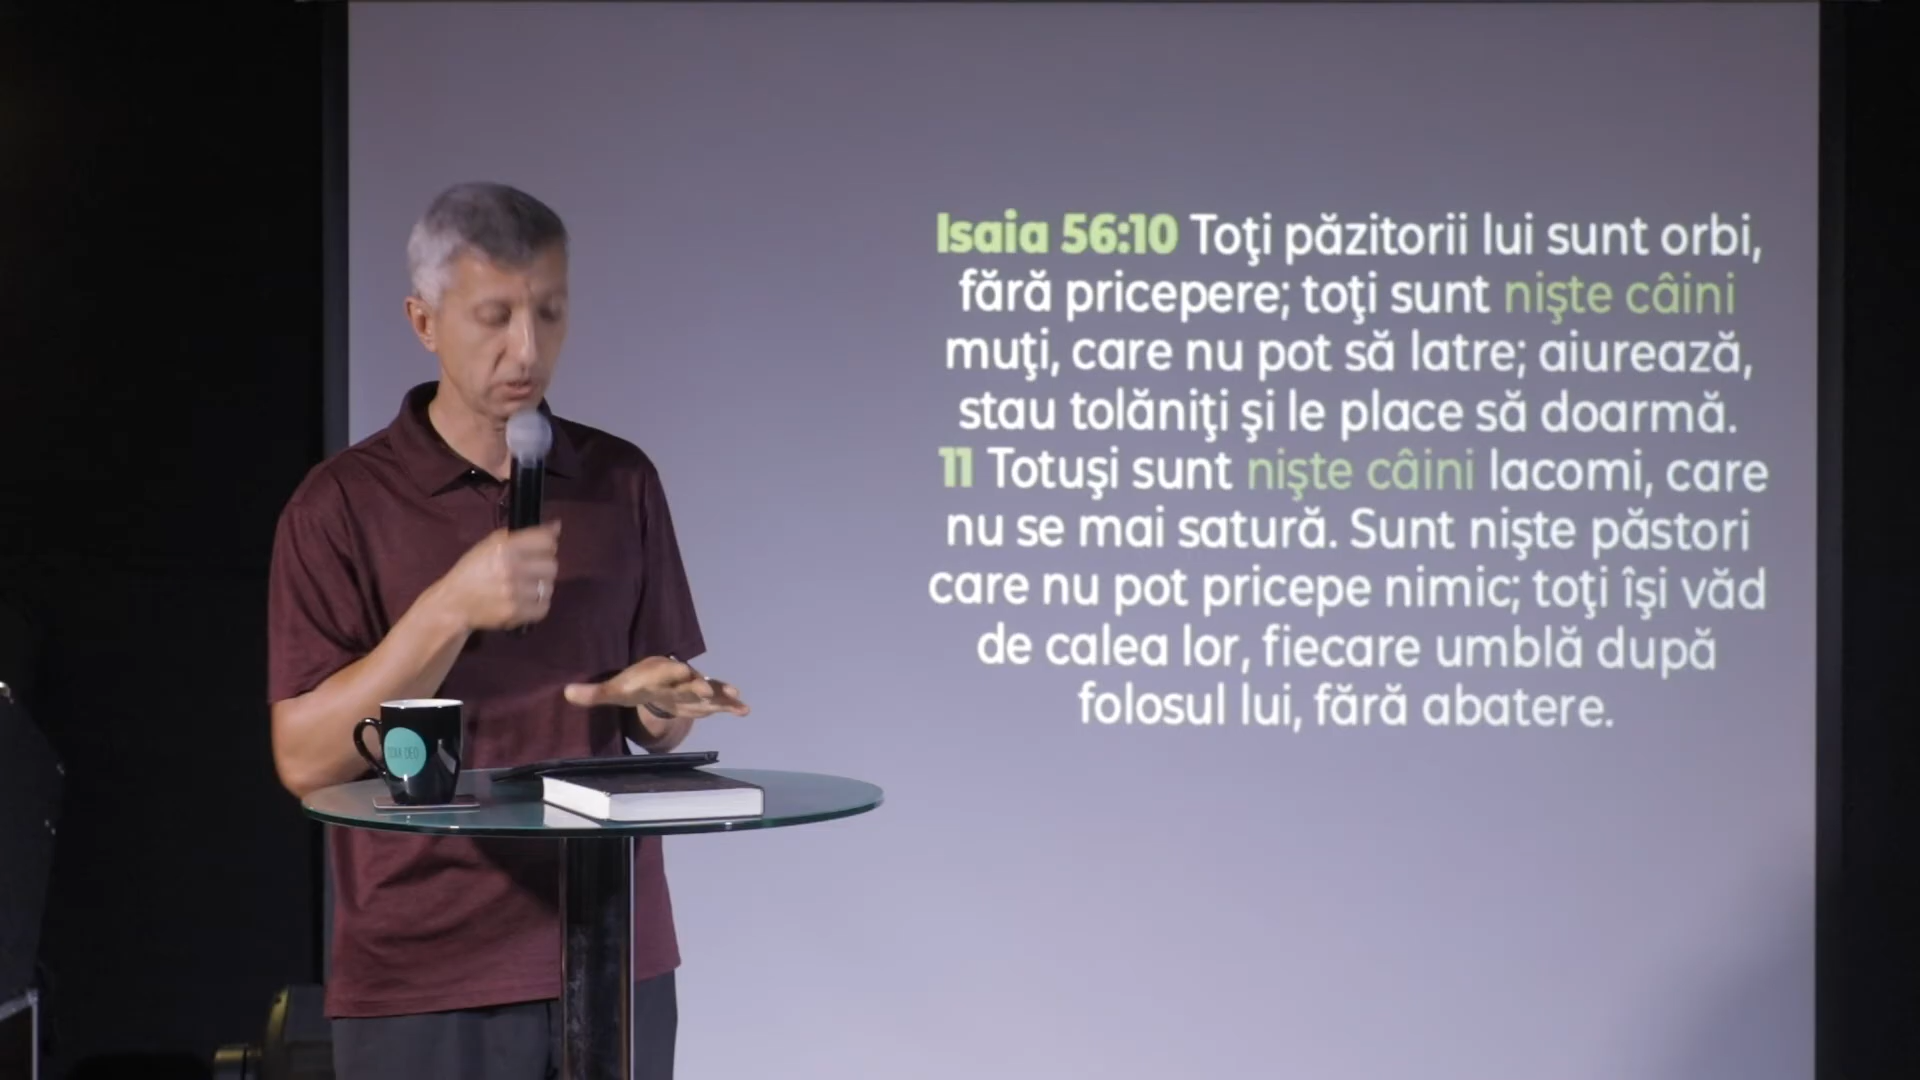 Isaia 56:10 Toţi păzitorii lui sunt orbi,
fără pricepere; toţi sunt nişte câini
muţi, care nu pot să latre; aiurează,
stau tolăniţi şi le place să doarmă.
11 Totuşi sunt nişte câini lacomi, care
nu se mai satură. Sunt nişte păstori
care nu pot pricepe nimic; toţi îşi văd
de calea lor, fiecare umblă după
folosul lui, fără abatere.